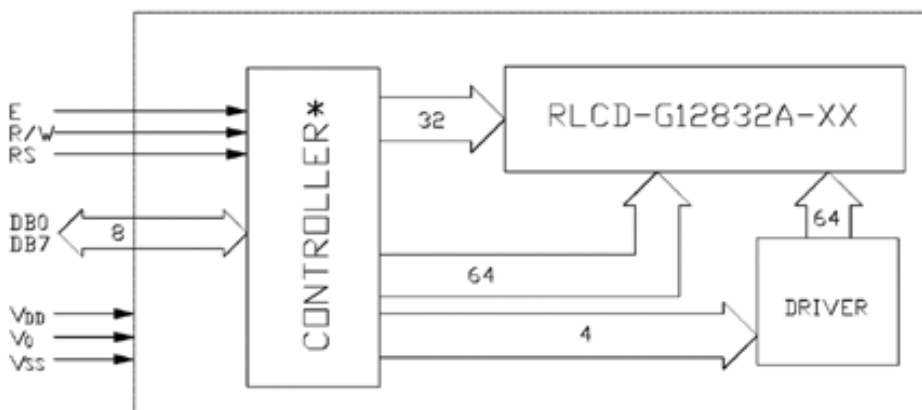 E
R/W
RS
DB0
DB7
8
VDD
V0
VSS
CONTROLLER*
32
RLCD-G12832A-XX
64
64
4
DRIVER